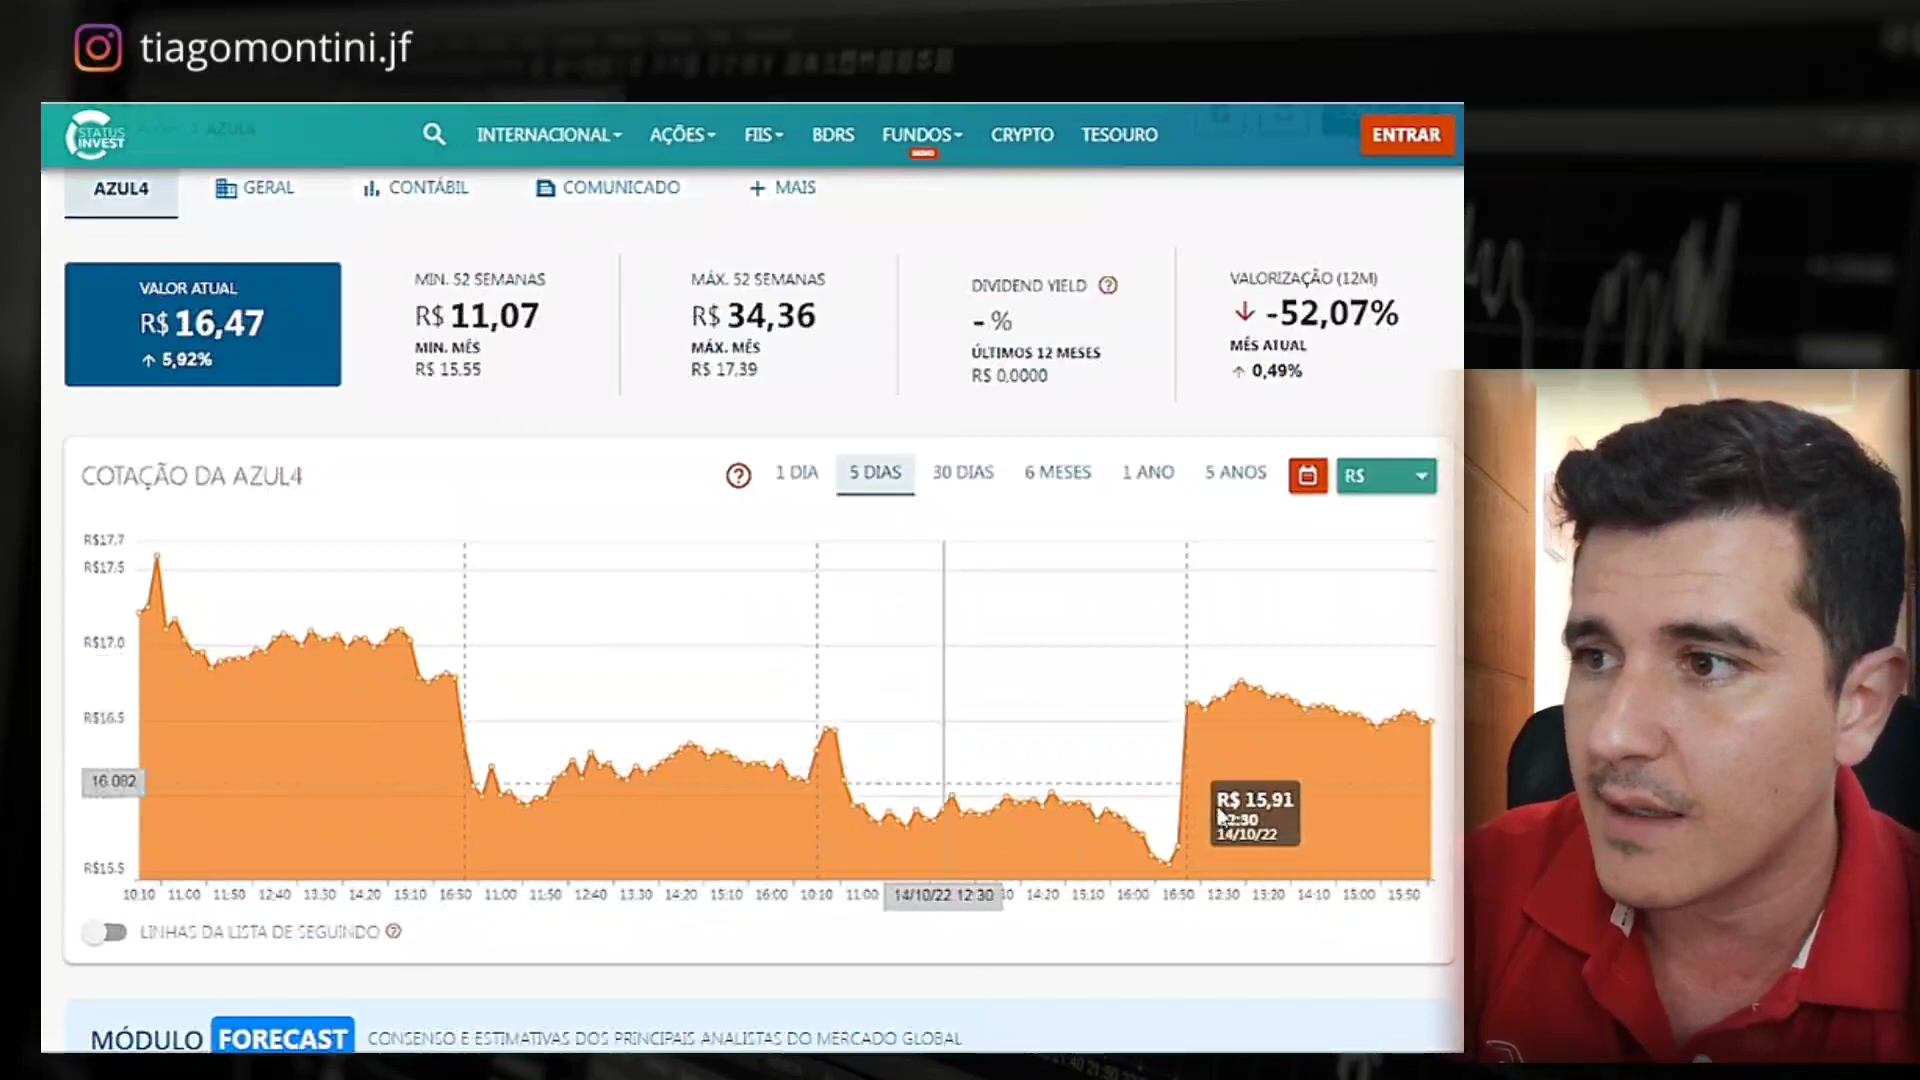 tiagomontini.jf
STATUS INVEST
INTERNACIONAL AÇÕES FIIS BDRS FUNDOS CRYPTO TESOURO ENTRAR
NOVO
AZUL4 GERAL CONTÁBIL COMUNICADO + MAIS
VALOR ATUAL
R$ 16,47
↑ 5,92%
MIN. 52 SEMANAS
R$ 11,07
MIN. MÊS
R$ 15,55
MÁX. 52 SEMANAS
R$ 34,36
MÁX. MÊS
R$ 17,39
DIVIDEND YIELD ?
- %
ÚLTIMOS 12 MESES
R$ 0,0000
VALORIZAÇÃO (12M)
↓ -52,07%
MÊS ATUAL
↑ 0,49%
COTAÇÃO DA AZUL4 ? 1 DIA 5 DIAS 30 DIAS 6 MESES 1 ANO 5 ANOS R$
R$17.7
R$17.5
R$17.0
R$16.5
16.082
R$15.5
R$ 15,91
12:30
14/10/22
10:10 11:00 11:50 12:40 13:30 14:20 15:10 16:50 11:00 11:50 12:40 13:30 14:20 15:10 16:00 10:10 11:00 14/10/22 12:30 14:20 15:10 16:00 16:50 12:30 13:20 14:10 15:00 15:50
LINHAS DA LISTA DE SEGUINDO ?
MÓDULO FORECAST CONSENSO E ESTIMATIVAS DOS PRINCIPAIS ANALISTAS DO MERCADO GLOBAL